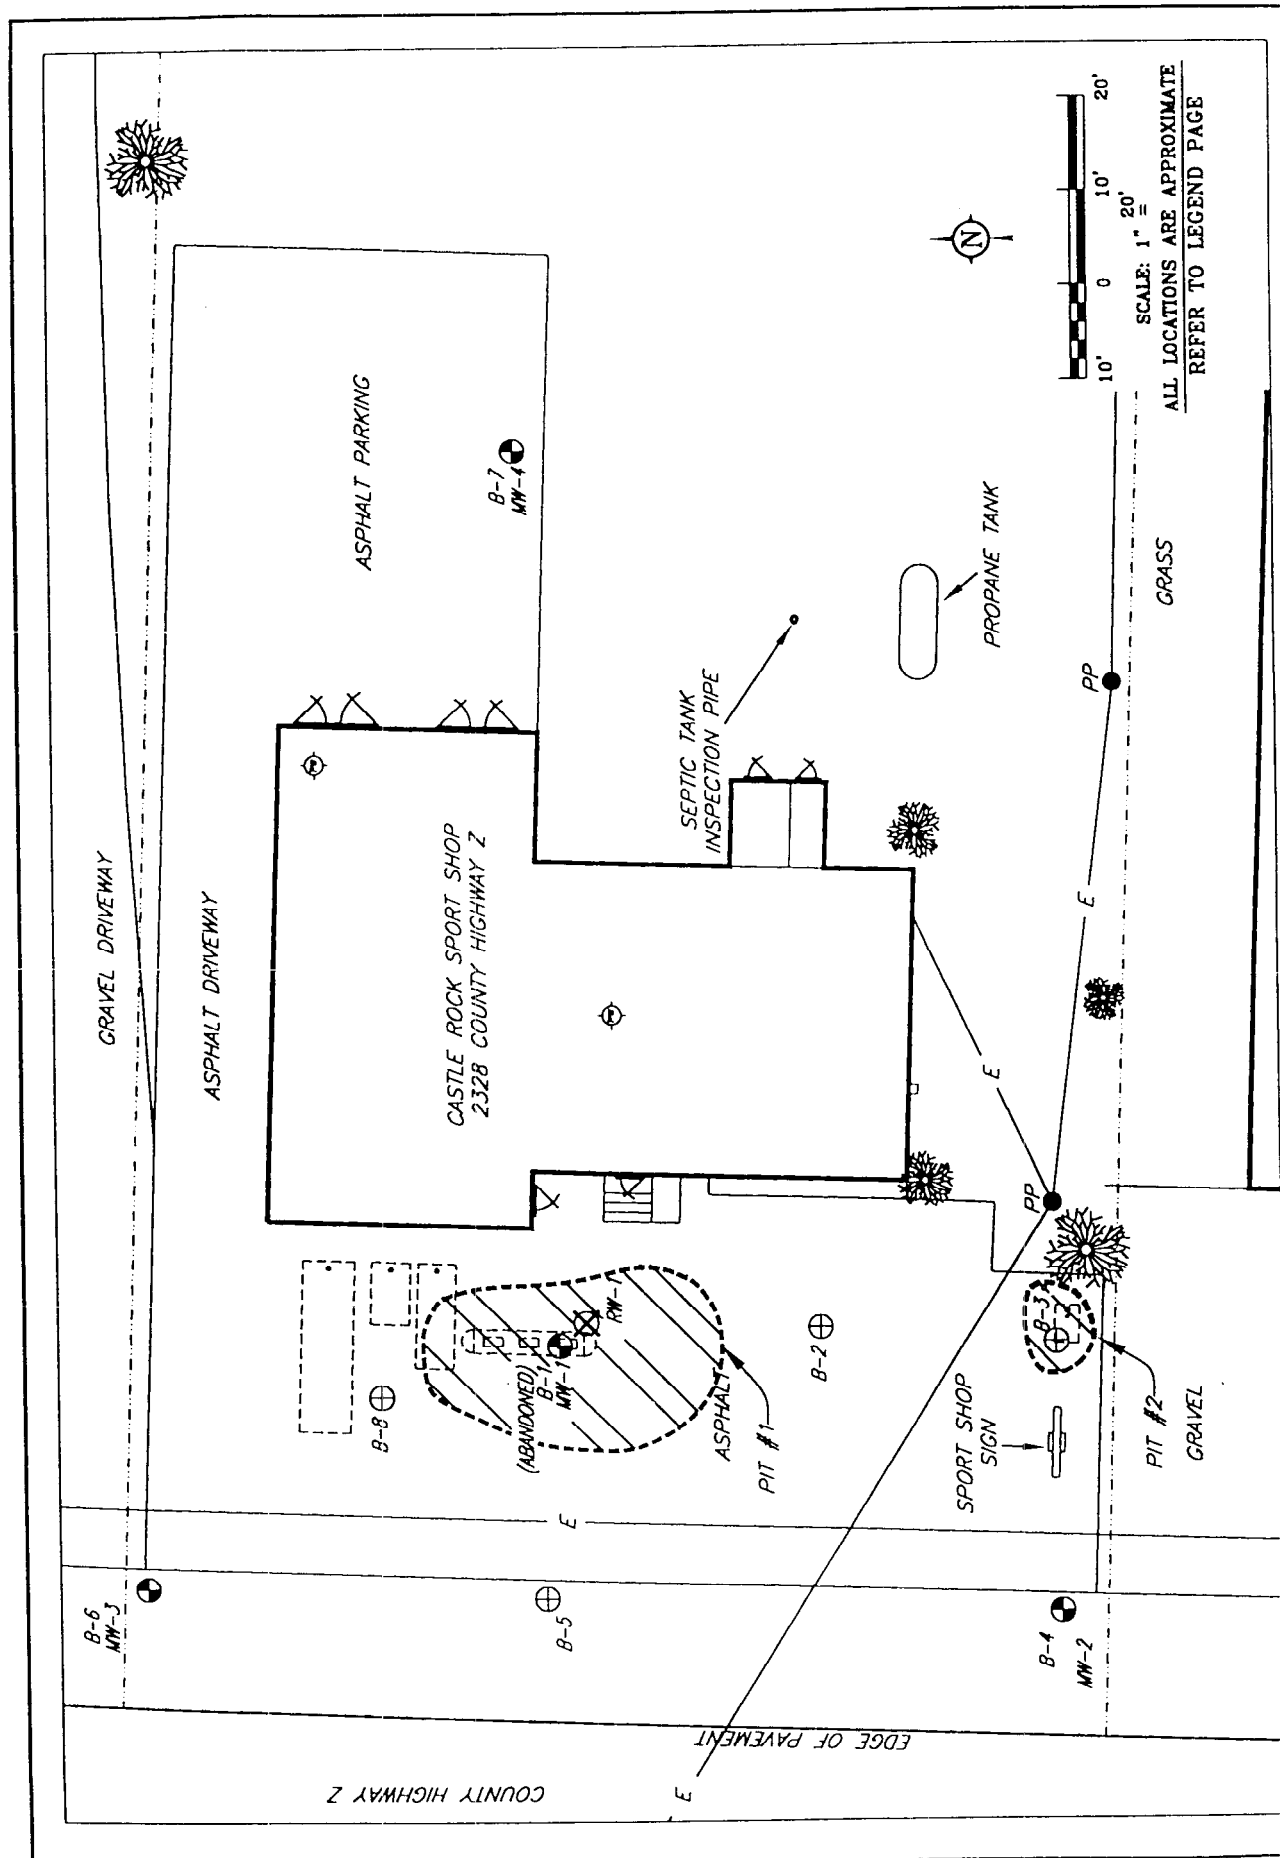 GRAVEL DRIVEWAY
ASPHALT DRIVEWAY
ASPHALT PARKING
B-7
MW-4
CASTLE ROCK SPORT SHOP
2328 COUNTY HIGHWAY Z
SEPTIC TANK
INSPECTION PIPE
PROPANE TANK
GRASS
PP
E
E
PP
N
10'
0
10'
20'
SCALE: 1" = 20'
ALL LOCATIONS ARE APPROXIMATE
REFER TO LEGEND PAGE
B-8
(ABANDONED)
B-1
MW-1
RW-1
ASPHALT
PIT #1
B-2
B-3
SPORT SHOP
SIGN
PIT #2
GRAVEL
E
B-6
MW-3
B-5
B-4
MW-2
EDGE OF PAVEMENT
COUNTY HIGHWAY Z
E